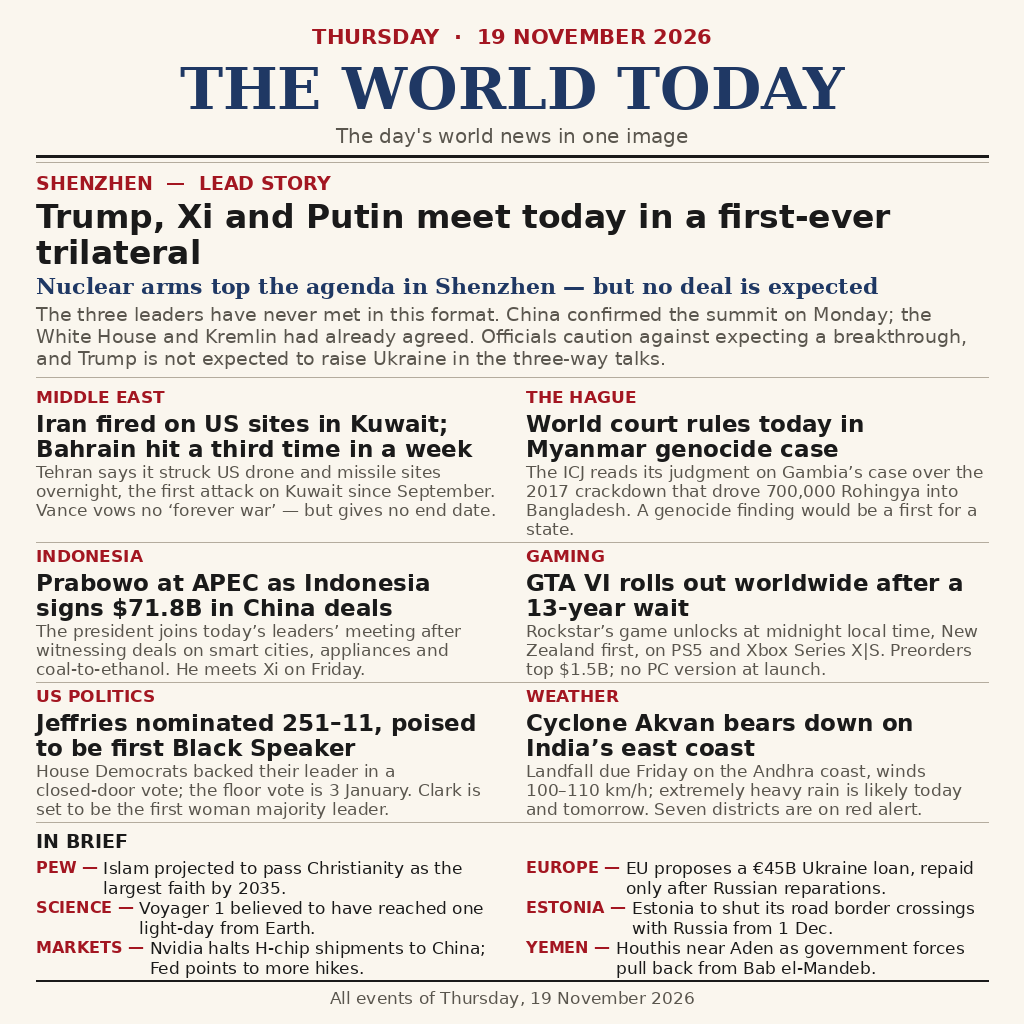 THURSDAY · 19 NOVEMBER 2026
THE WORLD TODAY
The day's world news in one image
SHENZHEN — LEAD STORY
Trump, Xi and Putin meet today in a first-ever
trilateral
Nuclear arms top the agenda in Shenzhen — but no deal is expected
The three leaders have never met in this format. China confirmed the summit on Monday; the
White House and Kremlin had already agreed. Officials caution against expecting a breakthrough,
and Trump is not expected to raise Ukraine in the three-way talks.
MIDDLE EAST
Iran fired on US sites in Kuwait;
Bahrain hit a third time in a week
Tehran says it struck US drone and missile sites
overnight, the first attack on Kuwait since September.
Vance vows no ‘forever war’ — but gives no end date.
THE HAGUE
World court rules today in
Myanmar genocide case
The ICJ reads its judgment on Gambia’s case over the
2017 crackdown that drove 700,000 Rohingya into
Bangladesh. A genocide finding would be a first for a
state.
INDONESIA
Prabowo at APEC as Indonesia
signs $71.8B in China deals
The president joins today’s leaders’ meeting after
witnessing deals on smart cities, appliances and
coal-to-ethanol. He meets Xi on Friday.
GAMING
GTA VI rolls out worldwide after a
13-year wait
Rockstar’s game unlocks at midnight local time, New
Zealand first, on PS5 and Xbox Series X|S. Preorders
top $1.5B; no PC version at launch.
US POLITICS
Jeffries nominated 251–11, poised
to be first Black Speaker
House Democrats backed their leader in a
closed-door vote; the floor vote is 3 January. Clark is
set to be the first woman majority leader.
WEATHER
Cyclone Akvan bears down on
India’s east coast
Landfall due Friday on the Andhra coast, winds
100–110 km/h; extremely heavy rain is likely today
and tomorrow. Seven districts are on red alert.
IN BRIEF
PEW — Islam projected to pass Christianity as the
largest faith by 2035.
SCIENCE — Voyager 1 believed to have reached one
light-day from Earth.
MARKETS — Nvidia halts H-chip shipments to China;
Fed points to more hikes.
EUROPE — EU proposes a €45B Ukraine loan, repaid
only after Russian reparations.
ESTONIA — Estonia to shut its road border crossings
with Russia from 1 Dec.
YEMEN — Houthis near Aden as government forces
pull back from Bab el-Mandeb.
All events of Thursday, 19 November 2026